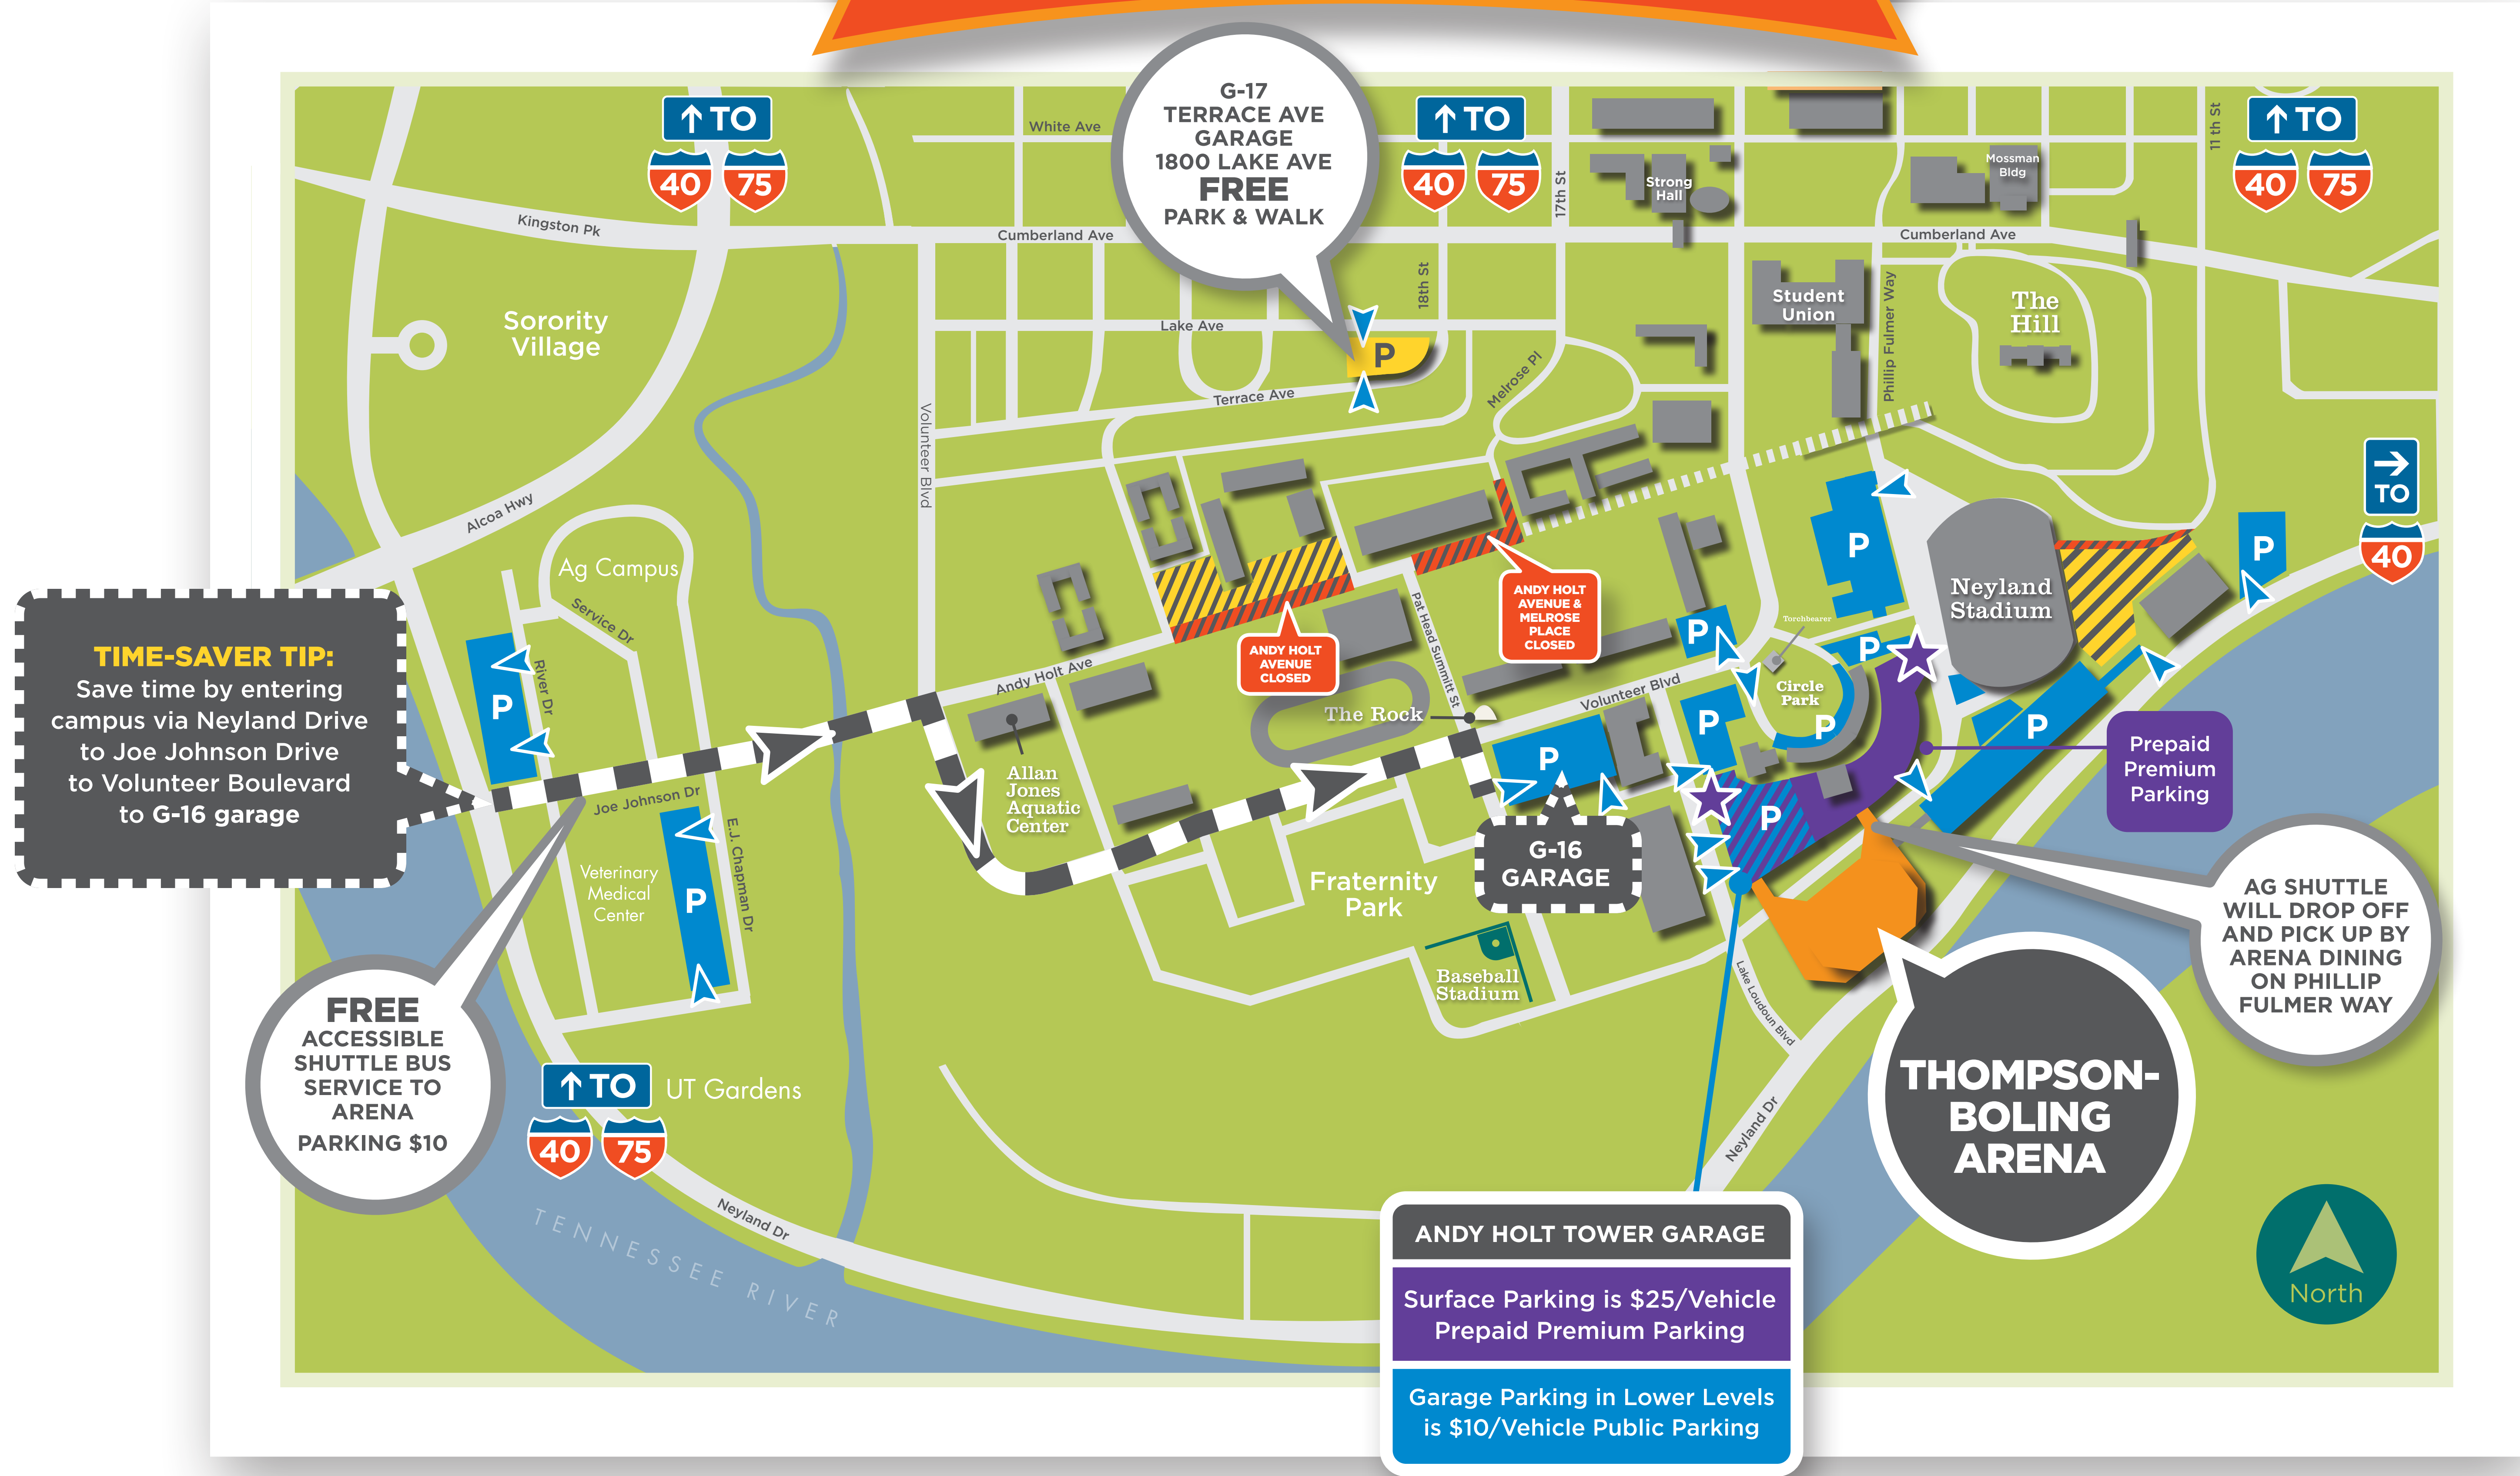 G-17
TERRACE AVE
GARAGE
1800 LAKE AVE
FREE
PARK & WALK
↑ TO
40 75
↑ TO
40 75
↑ TO
40 75
White Ave
17th St
11 th St
Strong
Hall
Mossman
Bldg
Kingston Pk
Cumberland Ave
Cumberland Ave
18th St
Student
Union
Phillip Fulmer Way
The
Hill
Sorority
Village
Lake Ave
P
Melrose Pl
Terrace Ave
Volunteer Blvd
→
TO
40
Alcoa Hwy
Ag Campus
Service Dr
P
P
Neyland
Stadium
ANDY HOLT
AVENUE &
MELROSE
PLACE
CLOSED
Pat Head Summitt St
Torchbearer
P
P
ANDY HOLT
AVENUE
CLOSED
TIME-SAVER TIP:
Save time by entering
campus via Neyland Drive
to Joe Johnson Drive
to Volunteer Boulevard
to G-16 garage
River Dr
P
Andy Holt Ave
Volunteer Blvd
Circle
Park
P
The Rock
P
P
P
Prepaid
Premium
Parking
Allan
Jones
Aquatic
Center
Joe Johnson Dr
E.J. Chapman Dr
P
G-16
GARAGE
Veterinary
Medical
Center
P
Fraternity
Park
AG SHUTTLE
WILL DROP OFF
AND PICK UP BY
ARENA DINING
ON PHILLIP
FULMER WAY
Baseball
Stadium
Lake Loudoun Blvd
FREE
ACCESSIBLE
SHUTTLE BUS
SERVICE TO
ARENA
PARKING $10
↑ TO
40 75
UT Gardens
THOMPSON-
BOLING
ARENA
Neyland Dr
Neyland Dr
TENNESSEE RIVER
ANDY HOLT TOWER GARAGE
Surface Parking is $25/Vehicle
Prepaid Premium Parking
Garage Parking in Lower Levels
is $10/Vehicle Public Parking
North